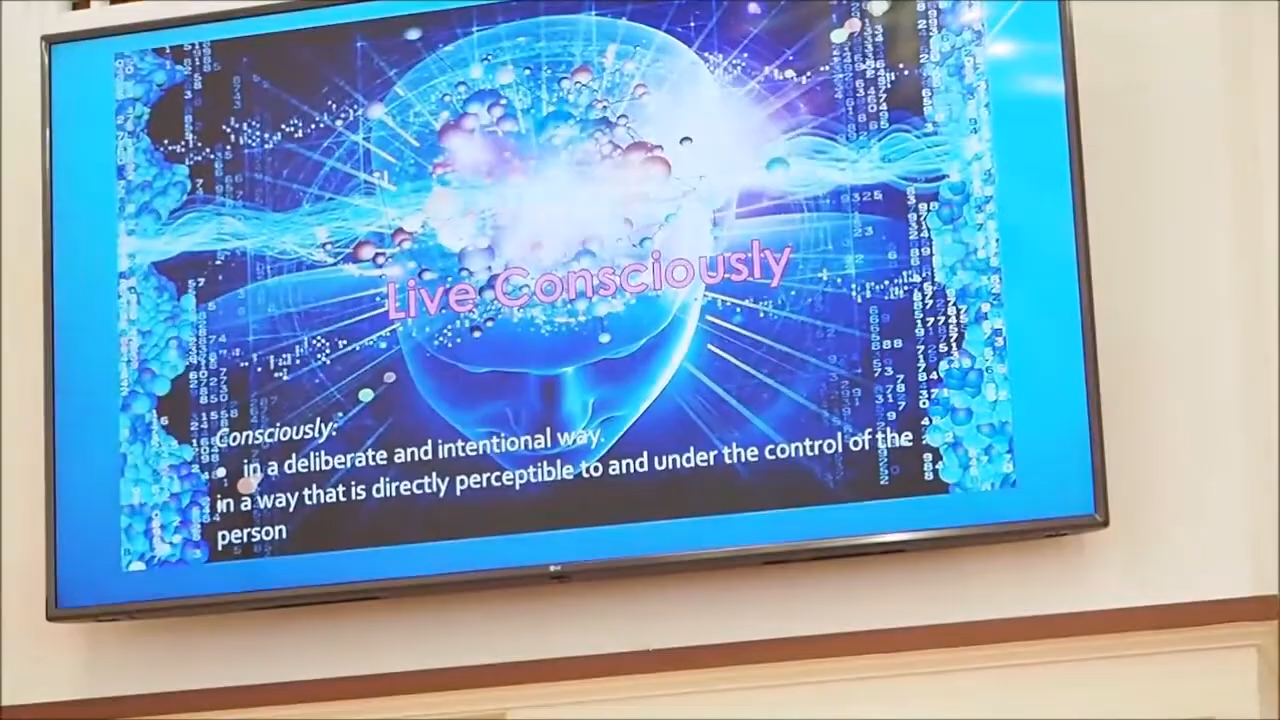 Live Consciously
Consciously:
• in a deliberate and intentional way.
in a way that is directly perceptible to and under the control of the
person